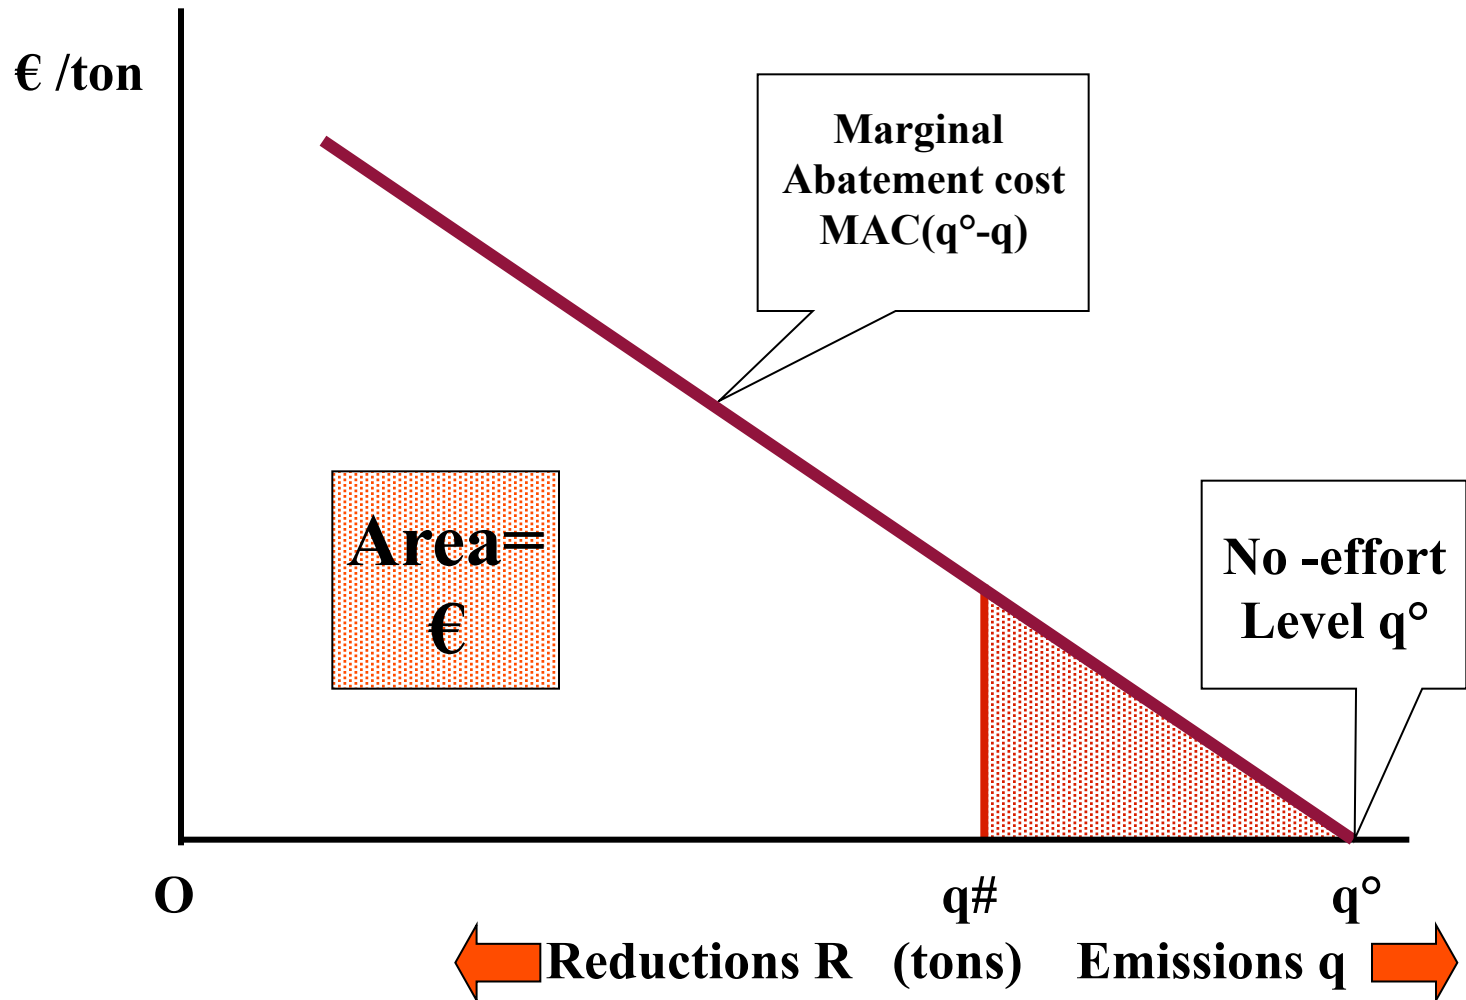 € /ton
Marginal
Abatement cost
MAC(q°-q)
Area=
€
No -effort
Level q°
O
q#
q°
Reductions R (tons) Emissions q